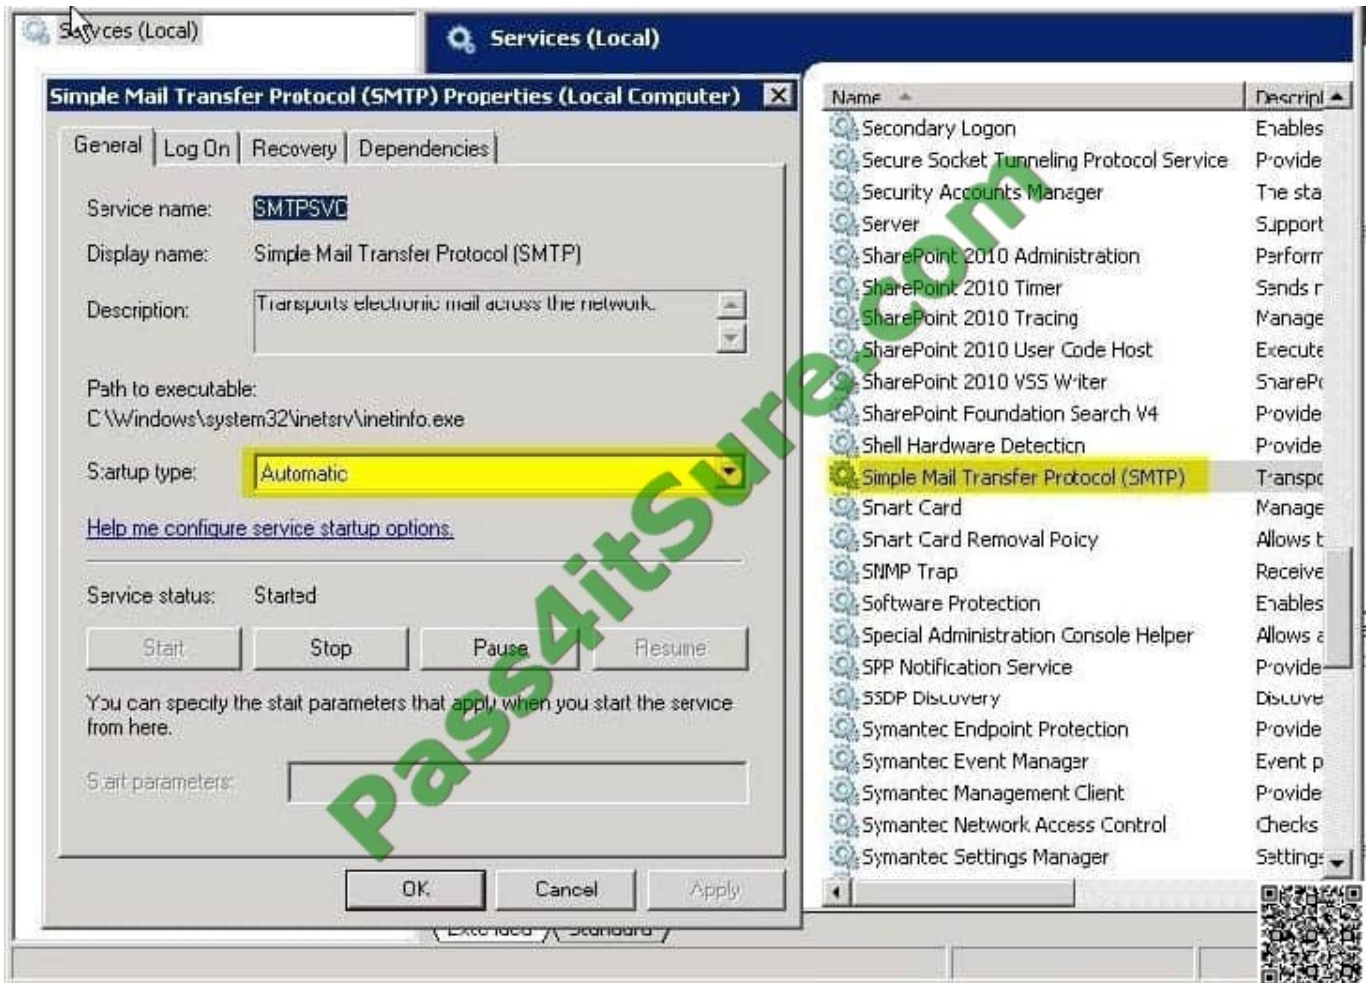 Services (Local)
Services (Local)
Simple Mail Transfer Protocol (SMTP) Properties (Local Computer)
General
Log On
Recovery
Dependencies
Service name:
SMTPSVC
Display name:
Simple Mail Transfer Protocol (SMTP)
Description:
Transports electronic mail across the network.
Path to executable:
C:\Windows\system32\inetsrv\inetinfo.exe
Startup type:
Automatic
Help me configure service startup options.
Service status:
Started
Start
Stop
Pause
Resume
You can specify the start parameters that apply when you start the service
from here.
Start parameters:
OK
Cancel
Apply
Name
Descript
Secondary Logon
Enables
Secure Socket Tunneling Protocol Service
Provide
Security Accounts Manager
The sta
Server
Support
SharePoint 2010 Administration
Perform
SharePoint 2010 Timer
Sends r
SharePoint 2010 Tracing
Manage
SharePoint 2010 User Code Host
Execute
SharePoint 2010 VSS Writer
SharePo
SharePoint Foundation Search V4
Provide
Shell Hardware Detection
Provide
Simple Mail Transfer Protocol (SMTP)
Transpo
Smart Card
Manage
Smart Card Removal Policy
Allows t
SNMP Trap
Receive
Software Protection
Enables
Special Administration Console Helper
Allows a
SPP Notification Service
Provide
SSDP Discovery
Discove
Symantec Endpoint Protection
Provide
Symantec Event Manager
Event p
Symantec Management Client
Provide
Symantec Network Access Control
Checks
Symantec Settings Manager
Settings
Extended
Standard
Pass4itSure.com